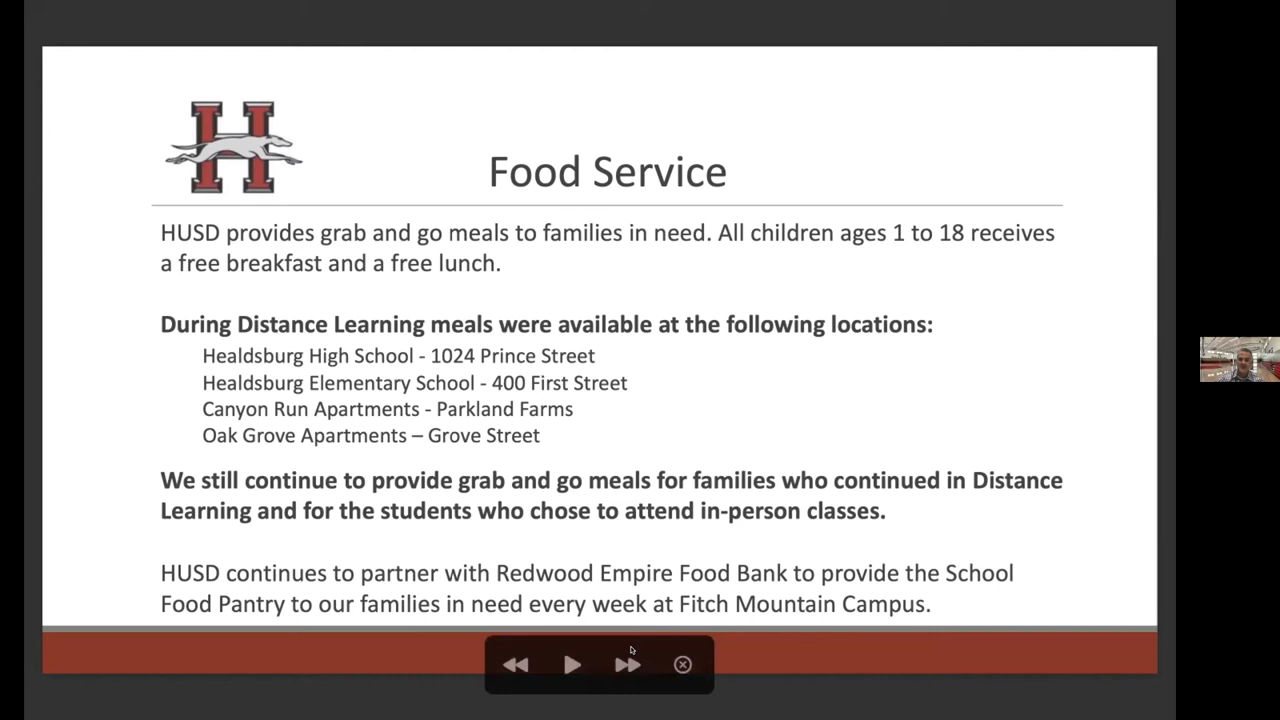 H
Food Service
HUSD provides grab and go meals to families in need. All children ages 1 to 18 receives
a free breakfast and a free lunch.
During Distance Learning meals were available at the following locations:
Healdsburg High School - 1024 Prince Street
Healdsburg Elementary School - 400 First Street
Canyon Run Apartments - Parkland Farms
Oak Grove Apartments – Grove Street
We still continue to provide grab and go meals for families who continued in Distance
Learning and for the students who chose to attend in-person classes.
HUSD continues to partner with Redwood Empire Food Bank to provide the School
Food Pantry to our families in need every week at Fitch Mountain Campus.